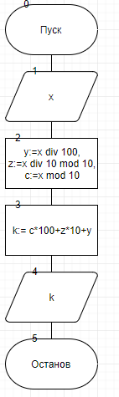 0
Пуск
1
x
2
y:=x div 100,
z:=x div 10 mod 10,
c:=x mod 10
3
k:= c*100+z*10+y
4
k
5
Останов